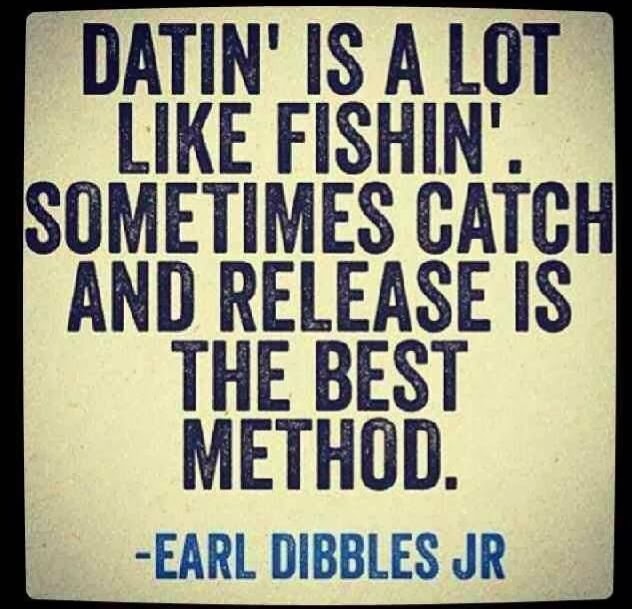 DATIN' IS A LOT
LIKE FISHIN'.
SOMETIMES CATCH
AND RELEASE IS
THE BEST
METHOD.
-EARL DIBBLES JR